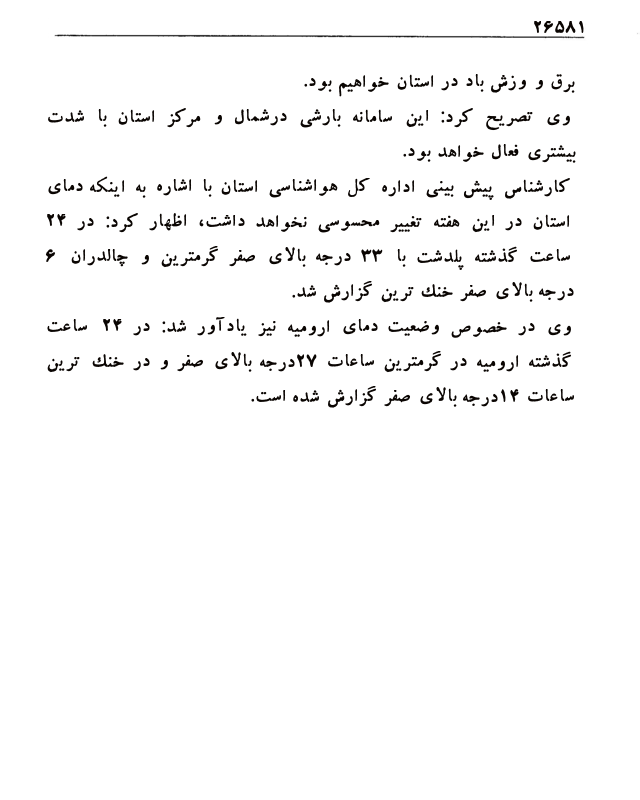 ۲۶۵۸۱
برق و وزش باد در استان خواهیم بود.
وی تصریح کرد: این سامانه بارشی درشمال و مرکز استان با شدت
بیشتری فعال خواهد بود.
کارشناس پیش بینی اداره کل هواشناسی استان با اشاره به اینکه دمای
استان در این هفته تغییر محسوسی نخواهد داشت، اظهار کرد: در ۲۴
ساعت گذشته پلدشت با ۳۳ درجه بالای صفر گرمترین و چالدران ۶
درجه بالای صفر خنك ترین گزارش شد.
وی در خصوص وضعیت دمای ارومیه نیز یادآور شد: در ۲۴ ساعت
گذشته ارومیه در گرمترین ساعات ۲۷درجه بالای صفر و در خنك ترین
ساعات ۱۴درجه بالای صفر گزارش شده است.